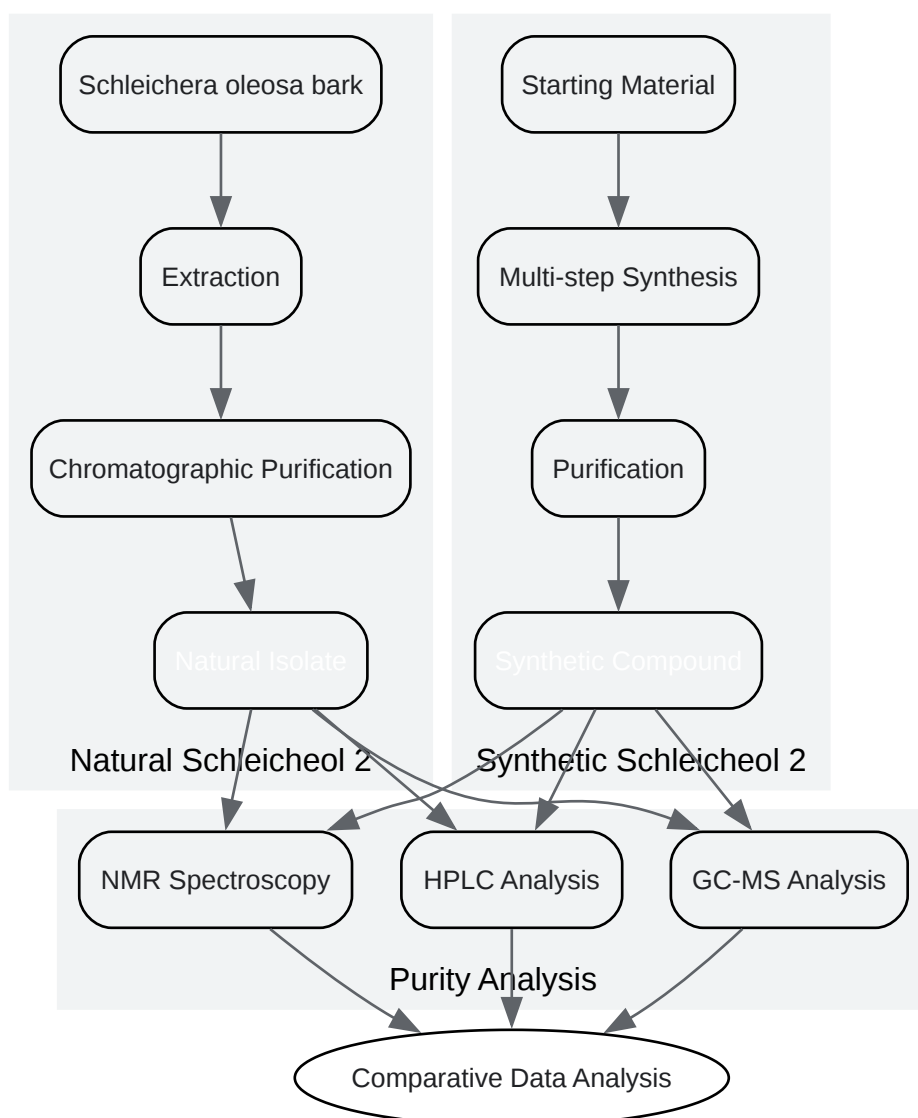 Schleichera oleosa bark
Starting Material
Extraction
Multi-step Synthesis
Chromatographic Purification
Purification
Natural Isolate
Synthetic Compound
Natural Schleicheol 2
Synthetic Schleicheol 2
NMR Spectroscopy
HPLC Analysis
GC-MS Analysis
Purity Analysis
Comparative Data Analysis